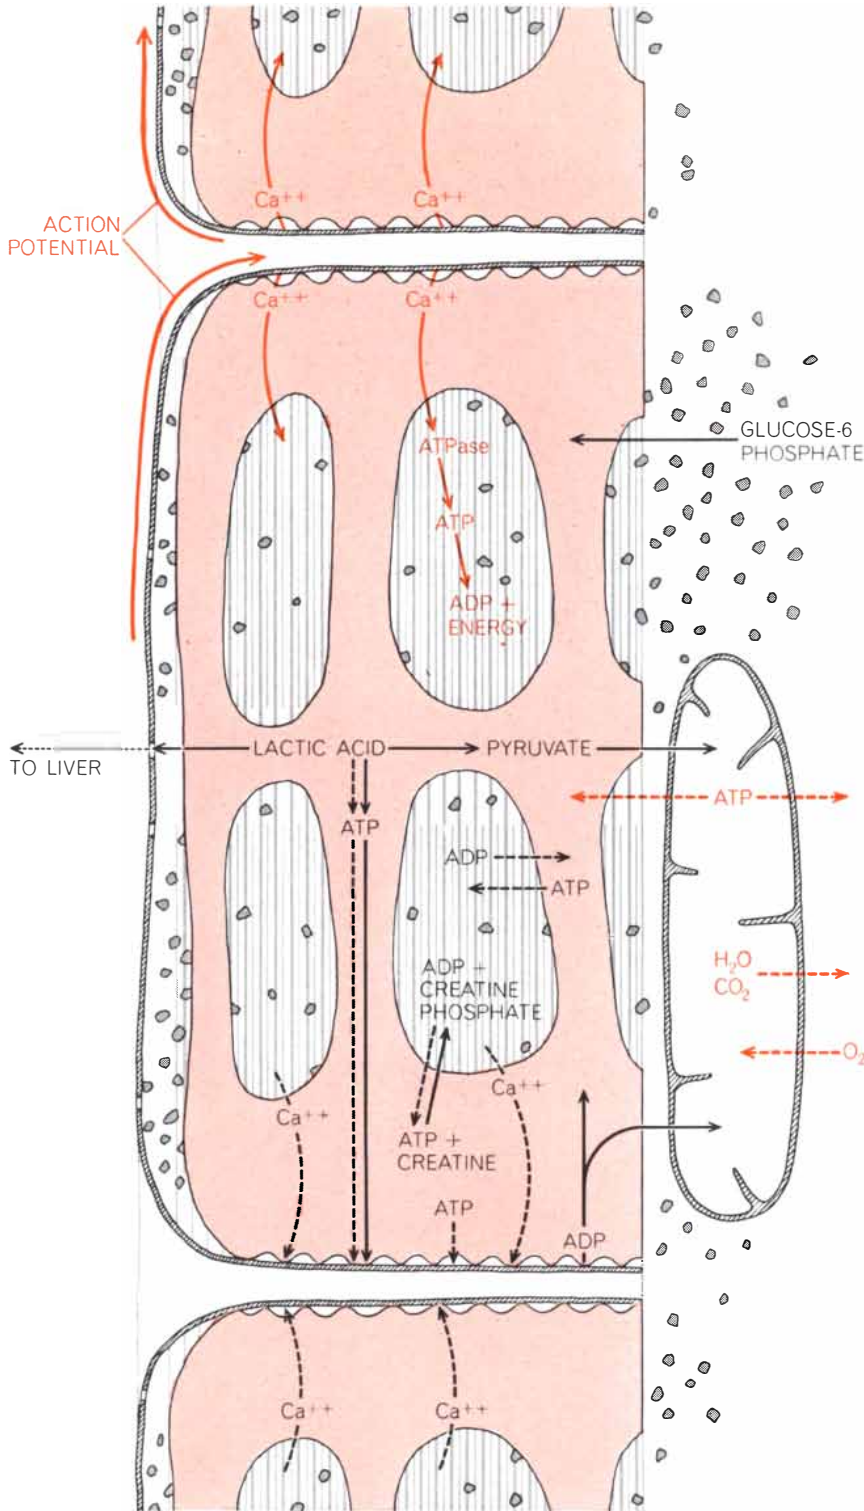 Ca++
Ca++
ACTION
POTENTIAL
Ca++
Ca++
GLUCOSE-6
PHOSPHATE
ATPase
ATP
ADP +
ENERGY
LACTIC ACID
PYRUVATE
TO LIVER
ATP
ATP
ADP
ATP
ADP +
CREATINE
PHOSPHATE
H₂O
CO₂
O₂
Ca++
Ca++
ATP +
CREATINE
ATP
ADP
Ca++
Ca++